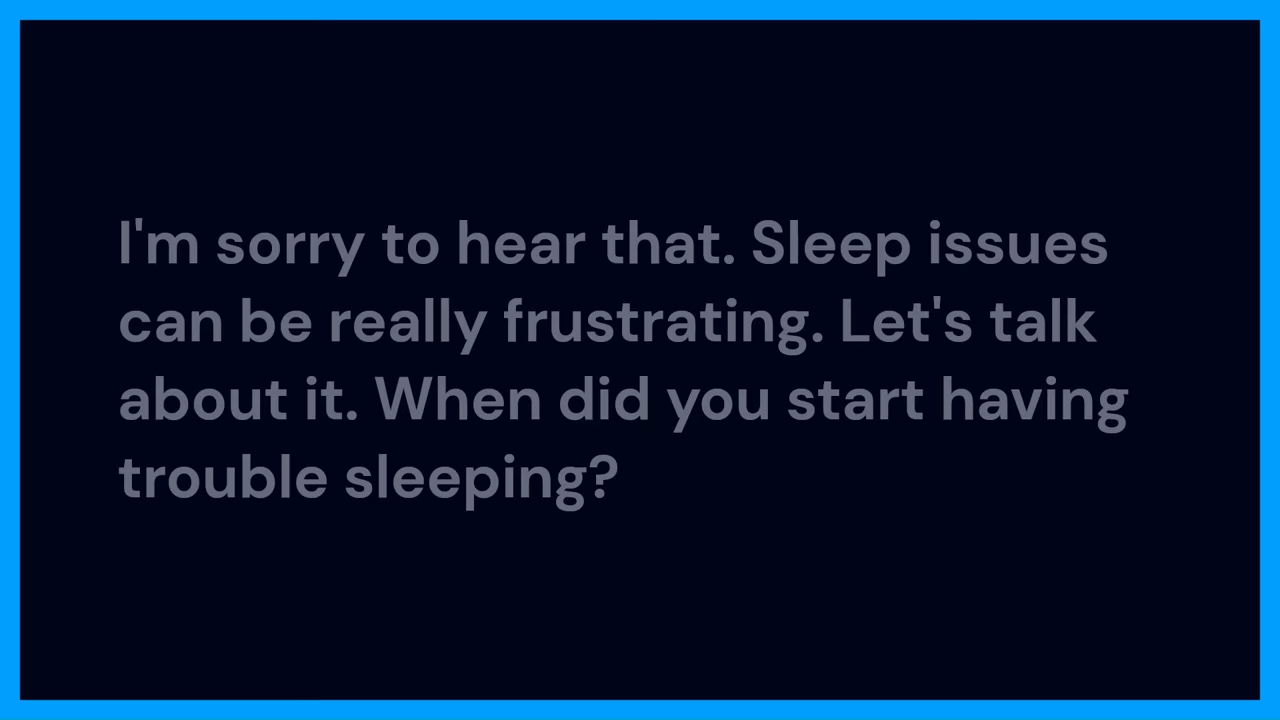 I'm sorry to hear that. Sleep issues
can be really frustrating. Let's talk
about it. When did you start having
trouble sleeping?